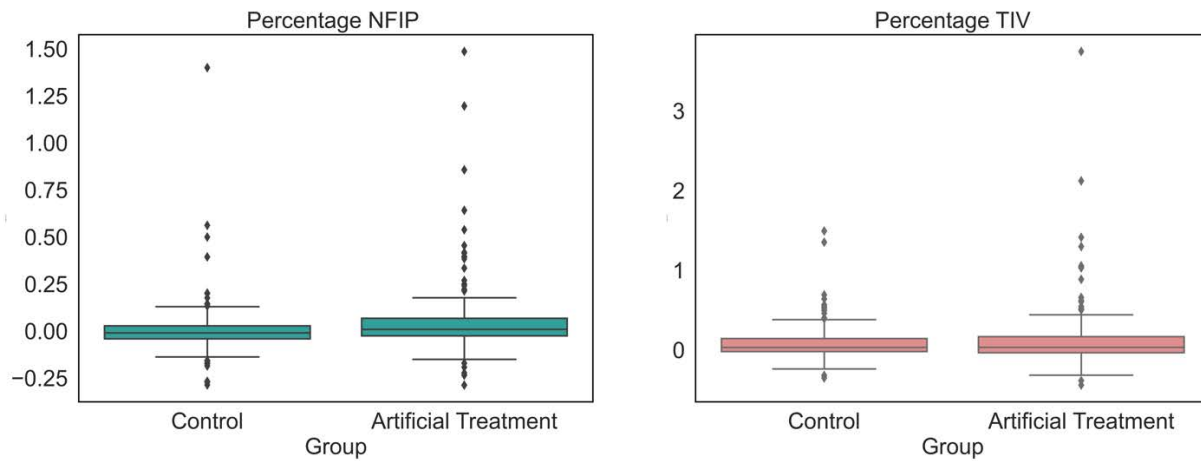 Percentage NFIP
1.50
1.25
1.00
0.75
0.50
0.25
0.00
−0.25
Control
Artificial Treatment
Group
Percentage TIV
3
2
1
0
Control
Artificial Treatment
Group